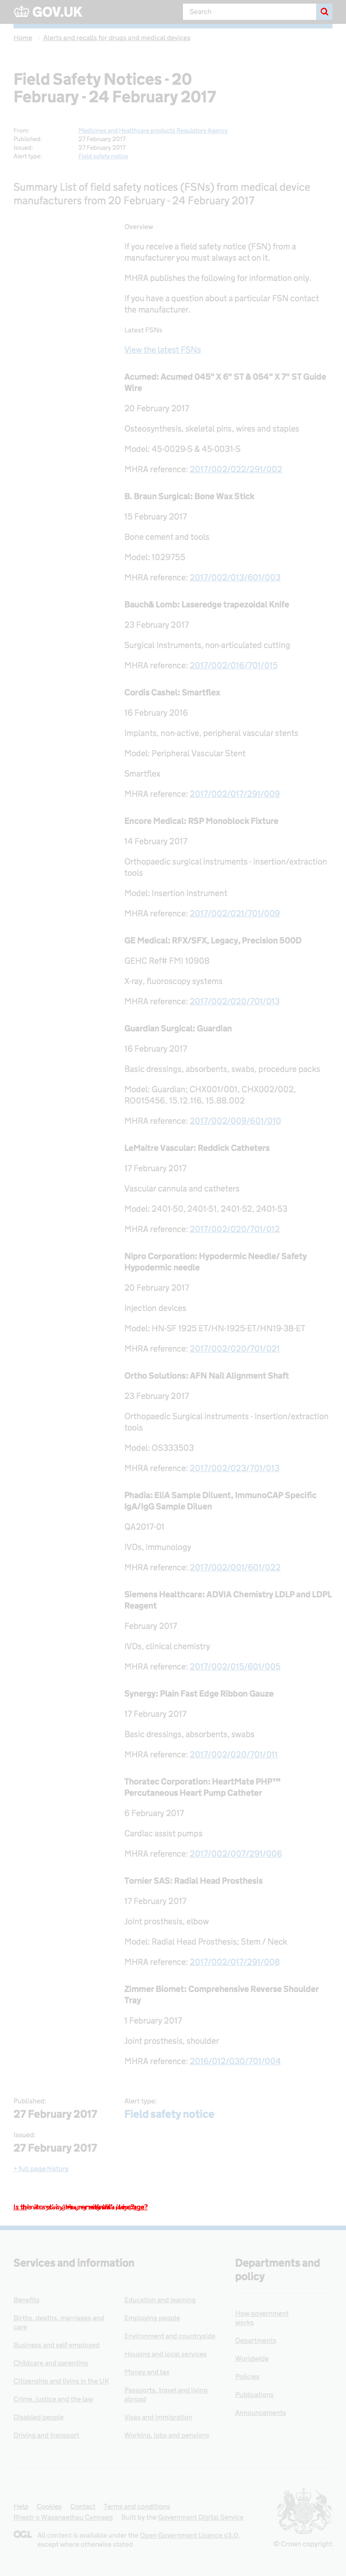 GOV.UK
Search
Home
Alerts and recalls for drugs and medical devices
Field Safety Notices - 20
February - 24 February 2017
From:
Medicines and Healthcare products Regulatory Agency
Published:
27 February 2017
Issued:
27 February 2017
Alert type:
Field safety notice
Summary List of field safety notices (FSNs) from medical device
manufacturers from 20 February - 24 February 2017
Overview
If you receive a field safety notice (FSN) from a
manufacturer you must always act on it.
MHRA publishes the following for information only.
If you have a question about a particular FSN contact
the manufacturer.
Latest FSNs
View the latest FSNs
Acumed: Acumed 045" X 6" ST & 054" X 7" ST Guide
Wire
20 February 2017
Osteosynthesis, skeletal pins, wires and staples
Model: 45-0029-S & 45-0031-S
MHRA reference: 2017/002/022/291/002
B. Braun Surgical: Bone Wax Stick
15 February 2017
Bone cement and tools
Model: 1029755
MHRA reference: 2017/002/013/601/003
Bauch& Lomb: Laseredge trapezoidal Knife
23 February 2017
Surgical instruments, non-articulated cutting
MHRA reference: 2017/002/016/701/015
Cordis Cashel: Smartflex
16 February 2016
Implants, non-active, peripheral vascular stents
Model: Peripheral Vascular Stent
Smartflex
MHRA reference: 2017/002/017/291/009
Encore Medical: RSP Monoblock Fixture
14 February 2017
Orthopaedic surgical instruments - insertion/extraction
tools
Model: Insertion Instrument
MHRA reference: 2017/002/021/701/009
GE Medical: RFX/SFX, Legacy, Precision 500D
GEHC Ref# FMI 10908
X-ray, fluoroscopy systems
MHRA reference: 2017/002/020/701/013
Guardian Surgical: Guardian
16 February 2017
Basic dressings, absorbents, swabs, procedure packs
Model: Guardian; CHX001/001, CHX002/002,
RO015456. 15.12.116, 15.88.002
MHRA reference: 2017/002/009/601/010
LeMaitre Vascular: Reddick Catheters
17 February 2017
Vascular cannula and catheters
Model: 2401-50, 2401-51, 2401-52, 2401-53
MHRA reference: 2017/002/020/701/012
Nipro Corporation: Hypodermic Needle/ Safety
Hypodermic needle
20 February 2017
Injection devices
Model: HN-SF 1925 ET/HN-1925-ET/HN19-38-ET
MHRA reference: 2017/002/020/701/021
Ortho Solutions: AFN Nail Alignment Shaft
23 February 2017
Orthopaedic Surgical instruments - insertion/extraction
tools
Model: OS333503
MHRA reference: 2017/002/023/701/013
Phadia: EliA Sample Diluent, ImmunoCAP Specific
IgA/IgG Sample Diluen
QA2017-01
IVDs, immunology
MHRA reference: 2017/002/001/601/022
Siemens Healthcare: ADVIA Chemistry LDLP and LDPL
Reagent
February 2017
IVDs, clinical chemistry
MHRA reference: 2017/002/015/601/005
Synergy: Plain Fast Edge Ribbon Gauze
17 February 2017
Basic dressings, absorbents, swabs
MHRA reference: 2017/002/020/701/011
Thoratec Corporation: HeartMate PHP™
Percutaneous Heart Pump Catheter
6 February 2017
Cardiac assist pumps
MHRA reference: 2017/002/007/291/006
Tornier SAS: Radial Head Prosthesis
17 February 2017
Joint prosthesis, elbow
Model: Radial Head Prosthesis; Stem / Neck
MHRA reference: 2017/002/017/291/008
Zimmer Biomet: Comprehensive Reverse Shoulder
Tray
1 February 2017
Joint prosthesis, shoulder
MHRA reference: 2016/012/030/701/004
Published:
27 February 2017
Alert type:
Field safety notice
Issued:
27 February 2017
+ full page history
Services and information
Departments and
policy
Benefits
Births, deaths, marriages and
care
Business and self-employed
Childcare and parenting
Citizenship and living in the UK
Crime, justice and the law
Disabled people
Driving and transport
Education and learning
Employing people
Environment and countryside
Housing and local services
Money and tax
Passports, travel and living
abroad
Visas and immigration
Working, jobs and pensions
How government
works
Departments
Worldwide
Policies
Publications
Announcements
Help
Cookies
Contact
Terms and conditions
Rhestr o Wasanaethau Cymraeg
Built by the Government Digital Service
OGL
All content is available under the Open Government Licence v3.0,
except where otherwise stated
© Crown copyright